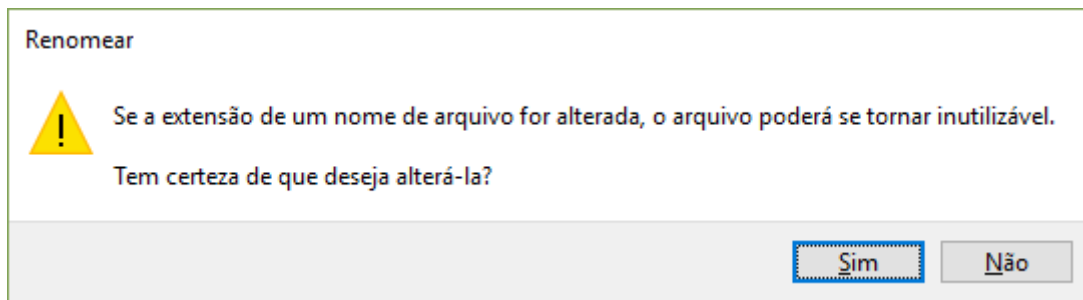 Renomear
Se a extensão de um nome de arquivo for alterada, o arquivo poderá se tornar inutilizável.
Tem certeza de que deseja alterá-la?
Sim
Não